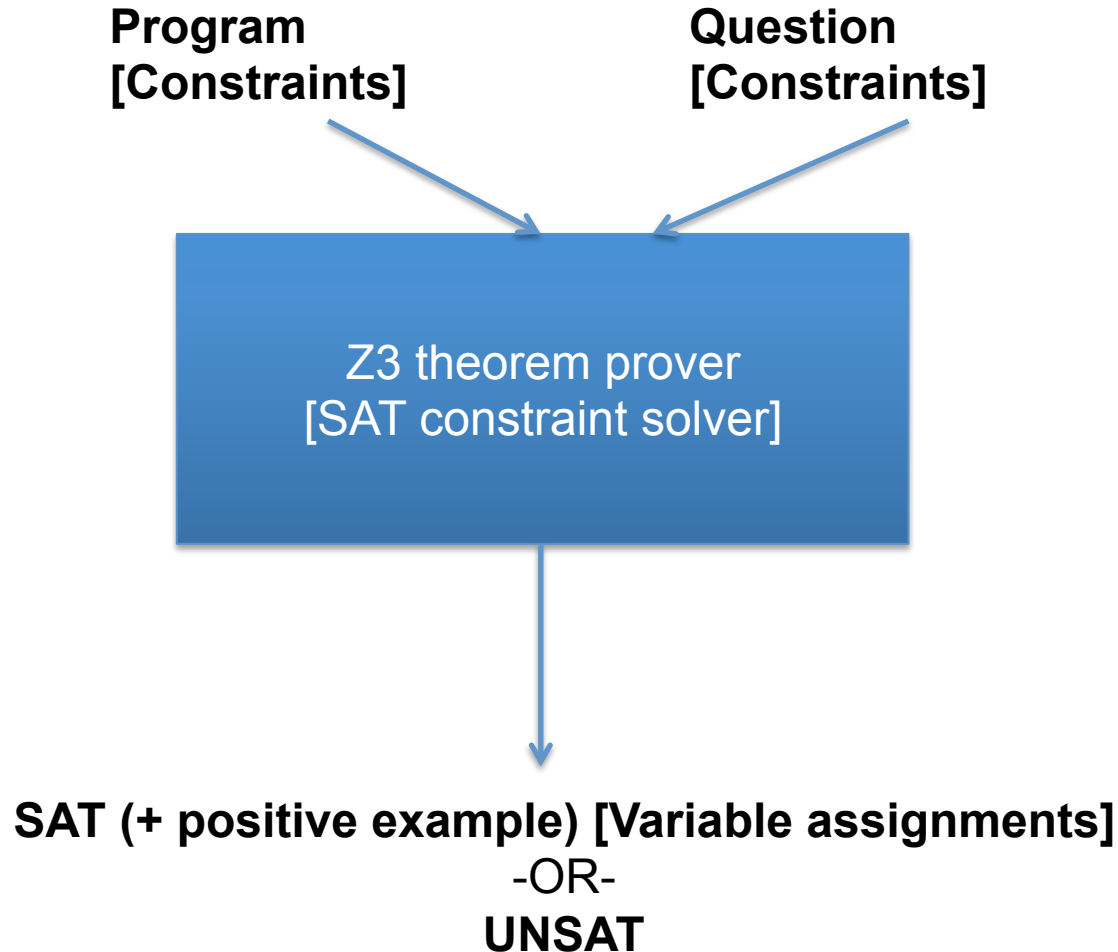 Program
[Constraints]
Question
[Constraints]
Z3 theorem prover
[SAT constraint solver]
SAT (+ positive example) [Variable assignments]
-OR-
UNSAT